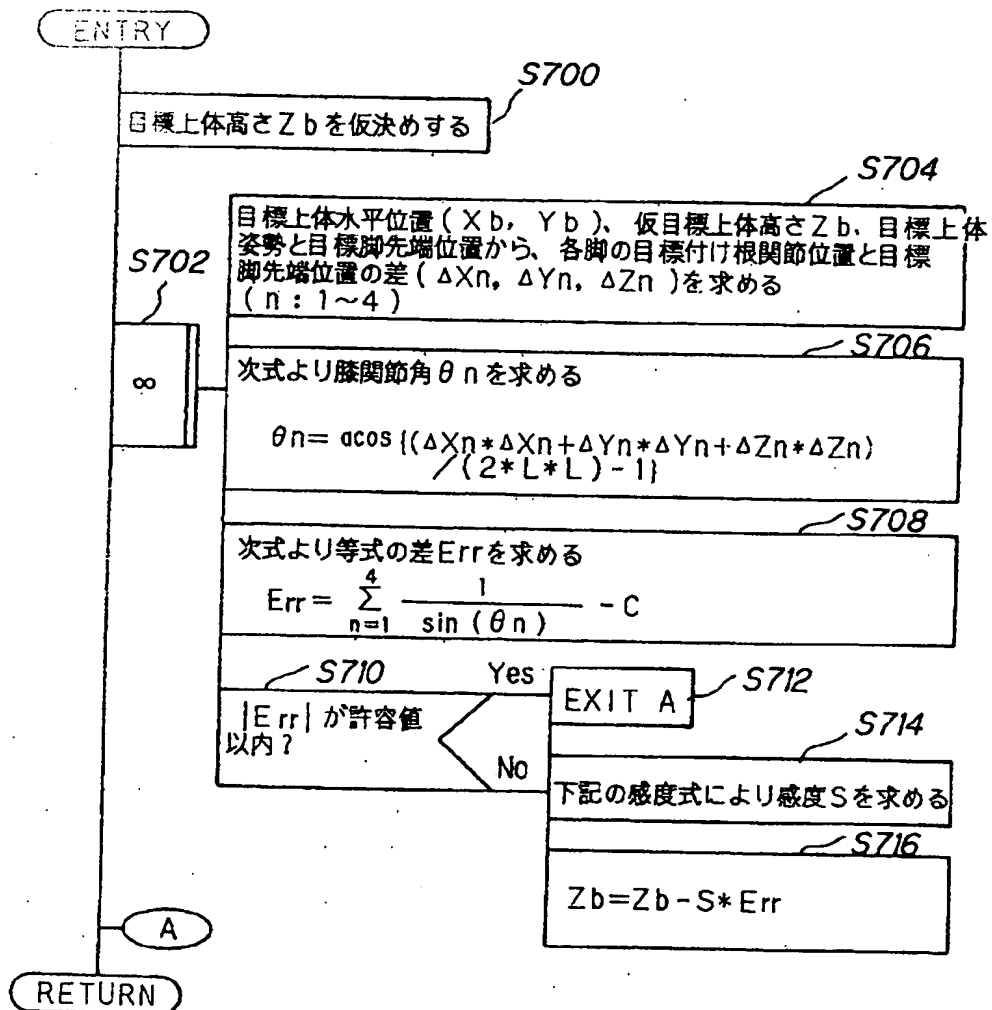 ENTRY
S700
目標上体高さZbを仮決めする
S704
目標上体水平位置(Xb, Yb)、仮目標上体高さZb、目標上体
姿勢と目標脚先端位置から、各脚の目標付け根関節位置と目標
脚先端位置の差(ΔXn, ΔYn, ΔZn)を求める
(n:1~4)
S702
∞
S706
次式より膝関節角θnを求める
θn= acos{(ΔXn*ΔXn+ΔYn*ΔYn+ΔZn*ΔZn)
/(2*L*L)-1}
S708
次式より等式の差Errを求める
Err= 4 Σ n=1 1 / sin(θn) -C
S710
|Err|が許容値
以内?
Yes
EXIT A
S712
No
S714
下記の感度式により感度Sを求める
S716
Zb=Zb-S*Err
A
RETURN